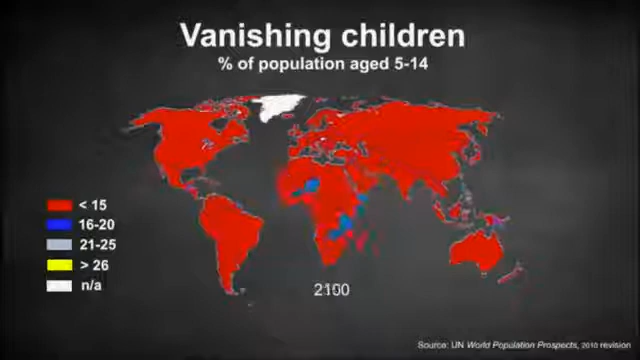 Vanishing children
% of population aged 5-14
< 15
16-20
21-25
> 26
n/a
2100
Source: UN World Population Prospects, 2010 revision